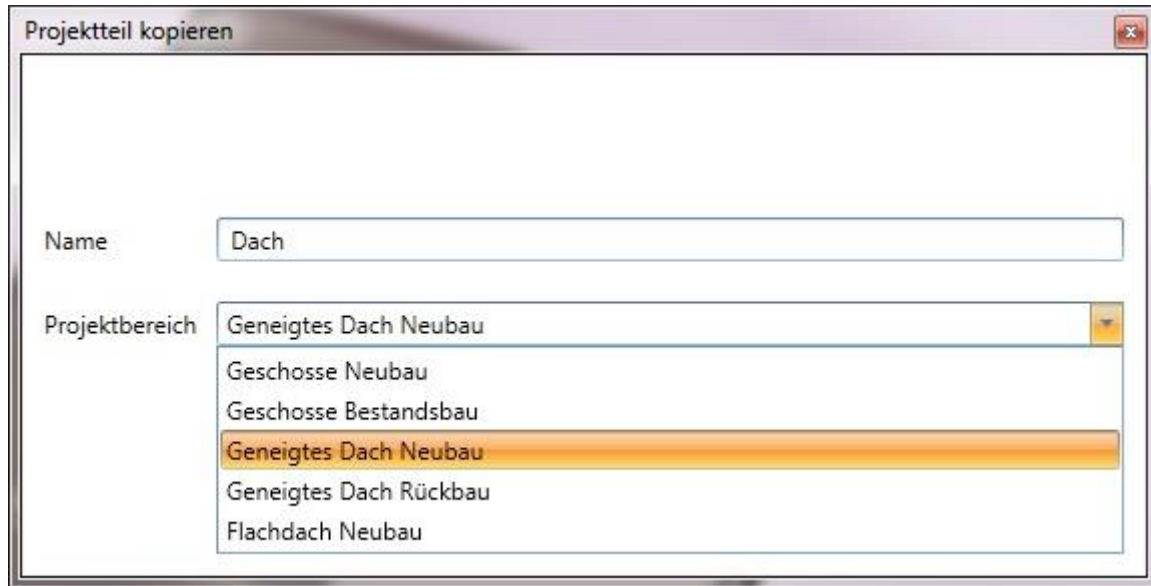 Projektteil kopieren
Name Dach
Projektbereich Geneigtes Dach Neubau
Geschosse Neubau
Geschosse Bestandsbau
Geneigtes Dach Neubau
Geneigtes Dach Rückbau
Flachdach Neubau